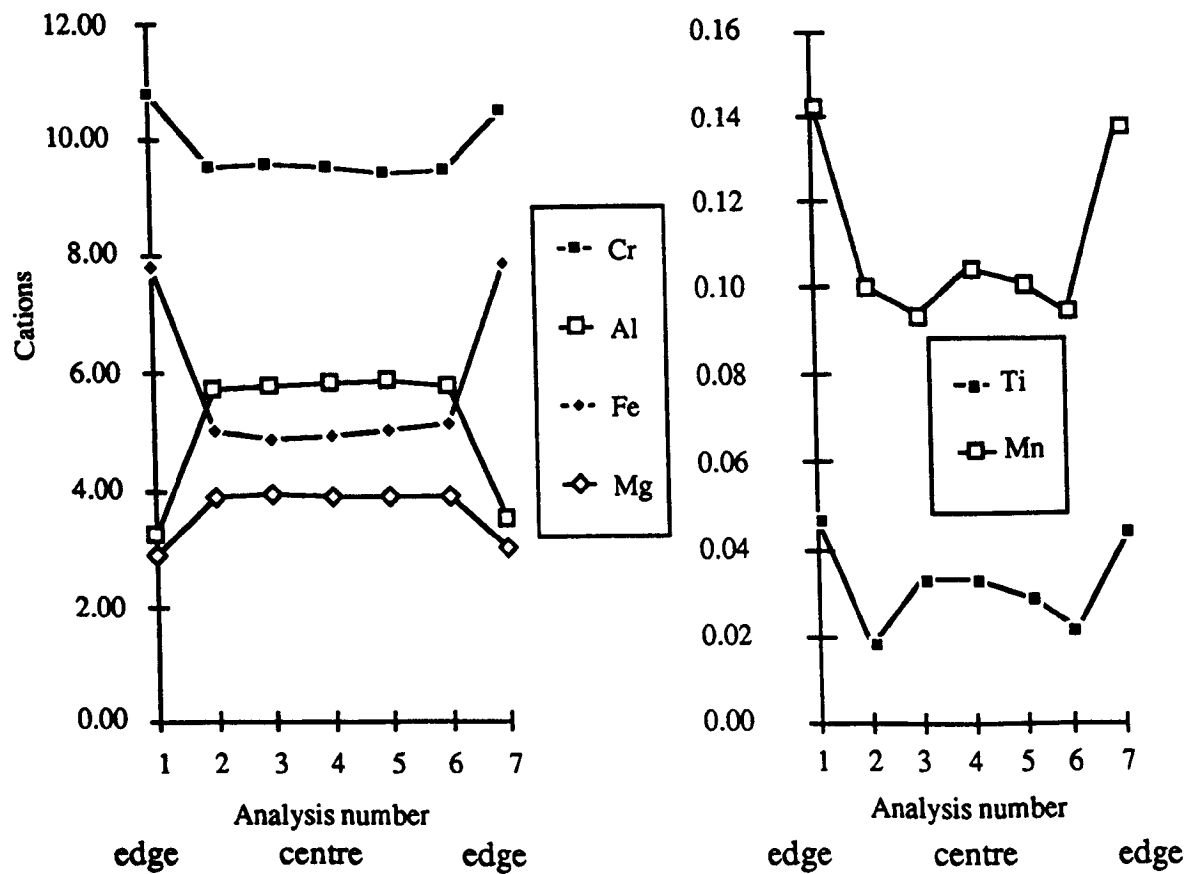 12.00
10.00
8.00
6.00
4.00
2.00
0.00
Cations
1 2 3 4 5 6 7
Analysis number
edge centre edge
Cr
Al
Fe
Mg
0.16
0.14
0.12
0.10
0.08
0.06
0.04
0.02
0.00
Ti
Mn
1 2 3 4 5 6 7
Analysis number
edge centre edge